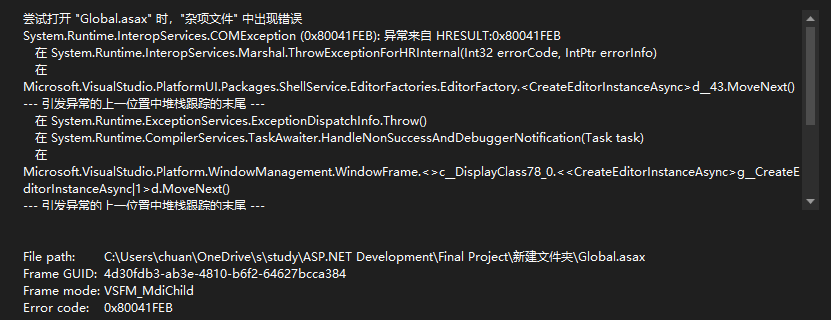 尝试打开 "Global.asax" 时，"杂项文件" 中出现错误
System.Runtime.InteropServices.COMException (0x80041FEB): 异常来自 HRESULT:0x80041FEB
在 System.Runtime.InteropServices.Marshal.ThrowExceptionForHRInternal(Int32 errorCode, IntPtr errorInfo)
在
Microsoft.VisualStudio.PlatformUI.Packages.ShellService.EditorFactories.EditorFactory.<CreateEditorInstanceAsync>d__43.MoveNext()
--- 引发异常的上一位置中堆栈跟踪的末尾 ---
在 System.Runtime.ExceptionServices.ExceptionDispatchInfo.Throw()
在 System.Runtime.CompilerServices.TaskAwaiter.HandleNonSuccessAndDebuggerNotification(Task task)
在
Microsoft.VisualStudio.Platform.WindowManagement.WindowFrame.<>c__DisplayClass78_0.<<CreateEditorInstanceAsync>g__CreateE
ditorInstanceAsync|1>d.MoveNext()
--- 引发异常的上一位置中堆栈跟踪的末尾 ---
File path: C:\Users\chuan\OneDrive\s\study\ASP.NET Development\Final Project\新建文件夹\Global.asax
Frame GUID: 4d30fdb3-ab3e-4810-b6f2-64627bcca384
Frame mode: VSFM_MdiChild
Error code: 0x80041FEB